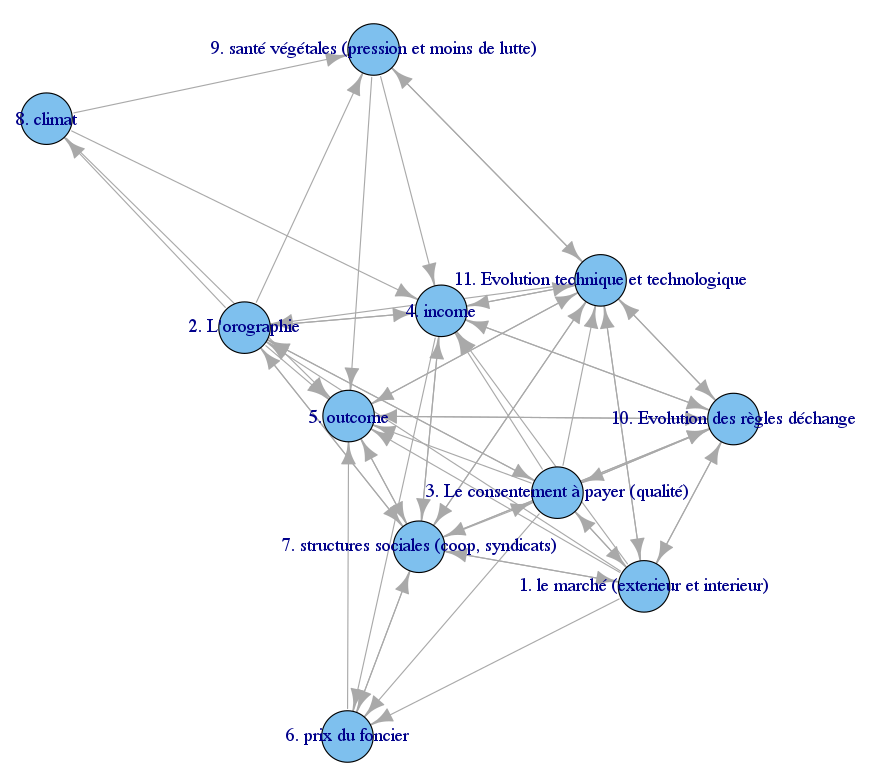 9. santé végétales (pression et moins de lutte)
8. climat
11. Evolution technique et technologique
4. income
2. L'orographie
5. outcome
10. Evolution des règles déchange
3. Le consentement à payer (qualité)
7. structures sociales (coop, syndicats)
1. le marché (exterieur et interieur)
6. prix du foncier